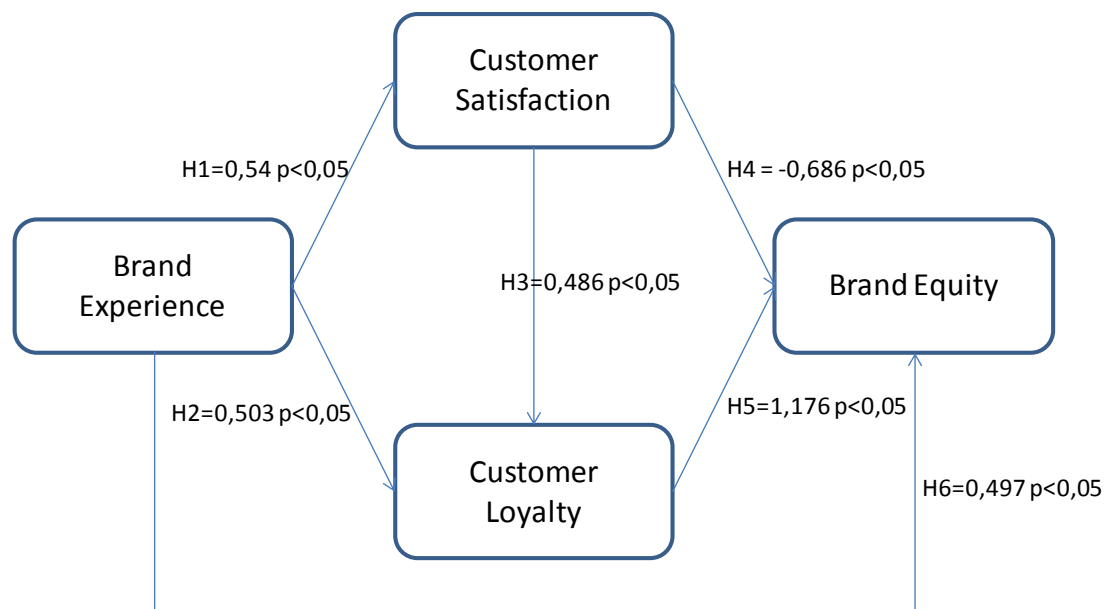 Customer
Satisfaction
H1=0,54 p<0,05
H4 = -0,686 p<0,05
Brand
Experience
H3=0,486 p<0,05
Brand Equity
H2=0,503 p<0,05
H5=1,176 p<0,05
Customer
Loyalty
H6=0,497 p<0,05